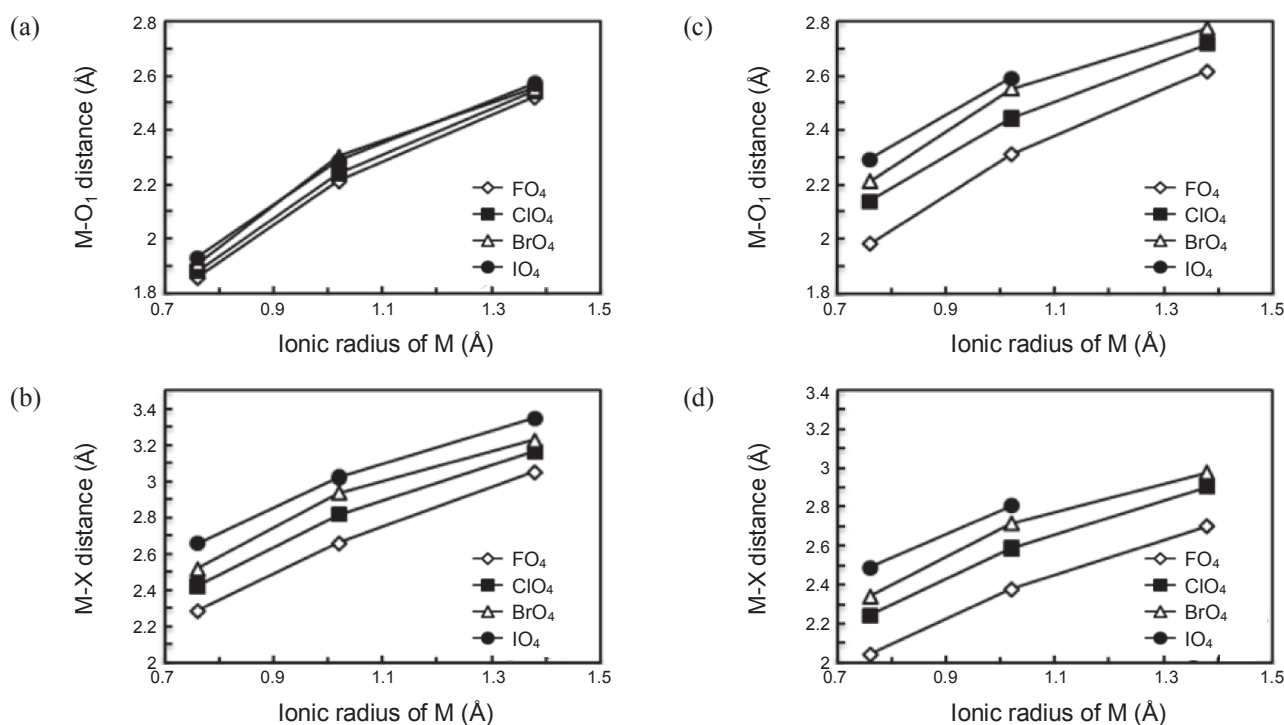 (a)
M-O₁ distance (Å)
2.8
2.6
2.4
2.2
2
1.8
0.7 0.9 1.1 1.3 1.5
FO₄
ClO₄
BrO₄
IO₄
Ionic radius of M (Å)
(c)
M-O₁ distance (Å)
2.8
2.6
2.4
2.2
2
1.8
0.7 0.9 1.1 1.3 1.5
FO₄
ClO₄
BrO₄
IO₄
Ionic radius of M (Å)
(b)
M-X distance (Å)
3.4
3.2
3
2.8
2.6
2.4
2.2
2
0.7 0.9 1.1 1.3 1.5
FO₄
ClO₄
BrO₄
IO₄
Ionic radius of M (Å)
(d)
M-X distance (Å)
3.4
3.2
3
2.8
2.6
2.4
2.2
2
0.7 0.9 1.1 1.3 1.5
FO₄
ClO₄
BrO₄
IO₄
Ionic radius of M (Å)